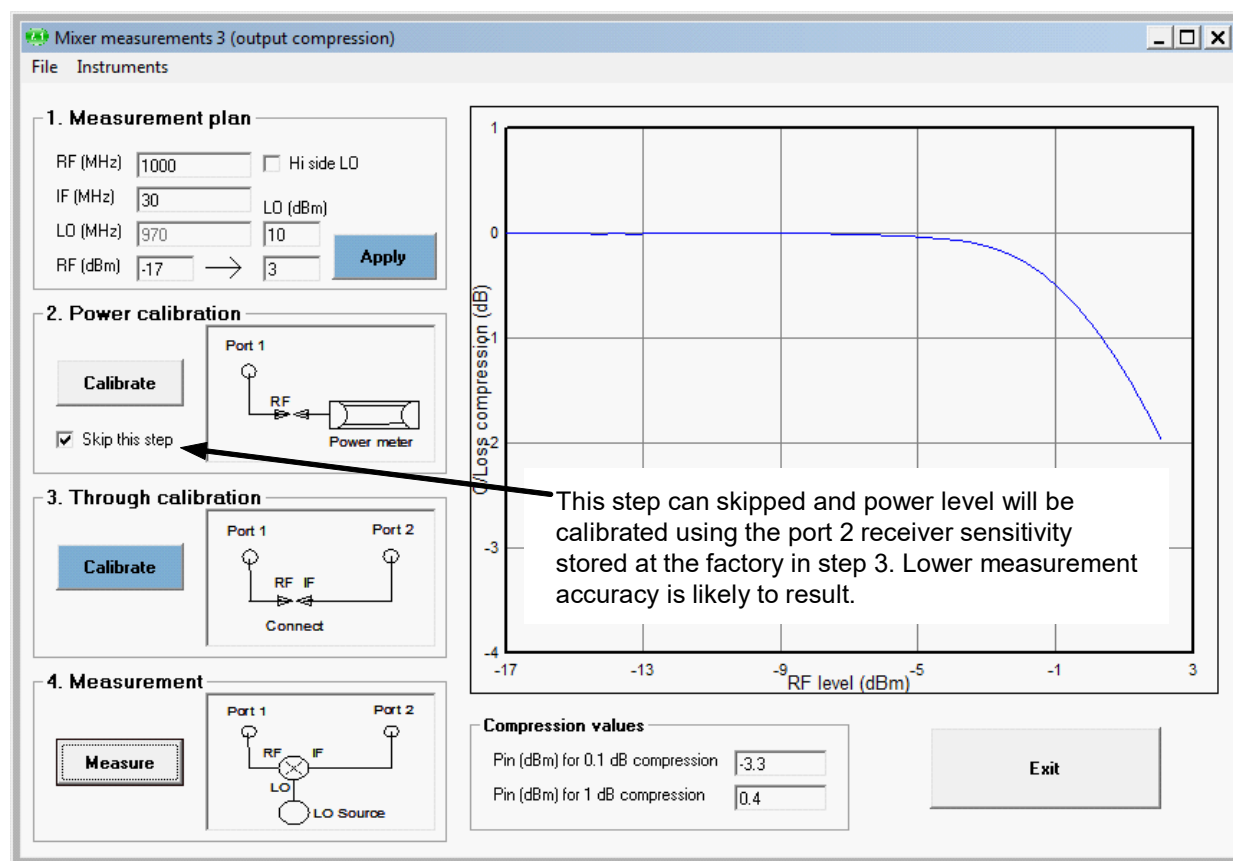 Mixer measurements 3 (output compression)
File Instruments
1. Measurement plan
RF (MHz) 1000 Hi side LO
IF (MHz) 30 LO (dBm)
LO (MHz) 970 10
RF (dBm) -17 3 Apply
2. Power calibration
Port 1
Calibrate
RF
Skip this step
Power meter
3. Through calibration
Port 1 Port 2
Calibrate
RF IF
Connect
4. Measurement
Port 1 Port 2
Measure
RF IF
LO
LO Source
1
0
-1
-2
-3
-4
/Loss compression (dB)
-17 -13 -9 -5 -1 3
RF level (dBm)
This step can skipped and power level will be
calibrated using the port 2 receiver sensitivity
stored at the factory in step 3. Lower measurement
accuracy is likely to result.
Compression values
Pin (dBm) for 0.1 dB compression -3.3
Pin (dBm) for 1 dB compression 0.4
Exit